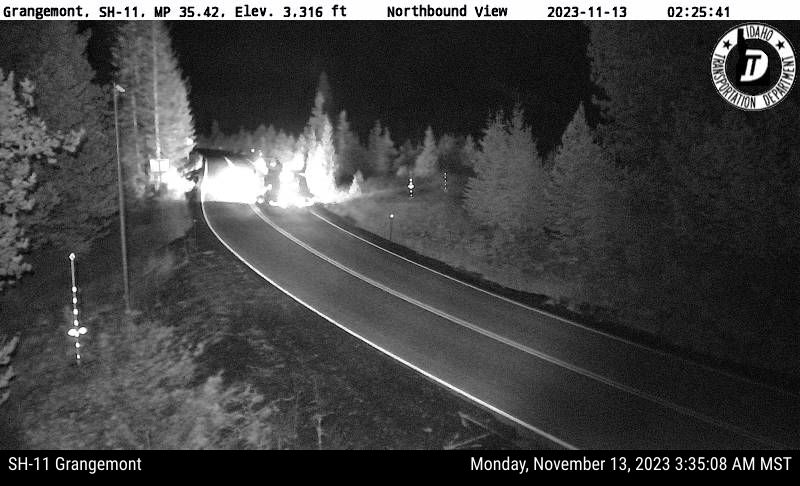 Grangemont, SH-11, MP 35.42, Elev. 3,316 ft Northbound View 2023-11-13 02:25:41
IDAHO
TRANSPORTATION DEPARTMENT
SH-11 Grangemont Monday, November 13, 2023 3:35:08 AM MST